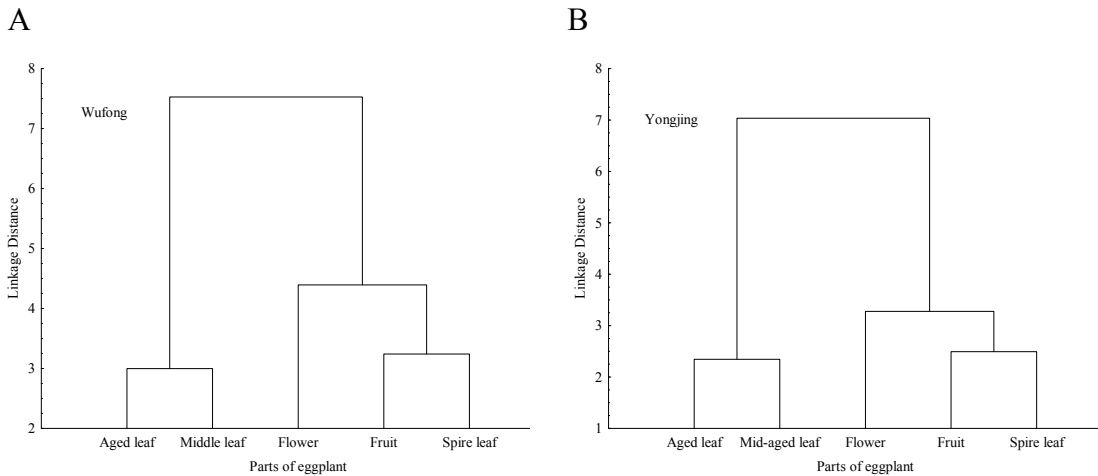 A
8
7
6
5
4
3
2
Linkage Distance
Wufong
Aged leaf Middle leaf Flower Fruit Spire leaf
Parts of eggplant
B
8
7
6
5
4
3
2
1
Linkage Distance
Yongjing
Aged leaf Mid-aged leaf Flower Fruit Spire leaf
Parts of eggplant